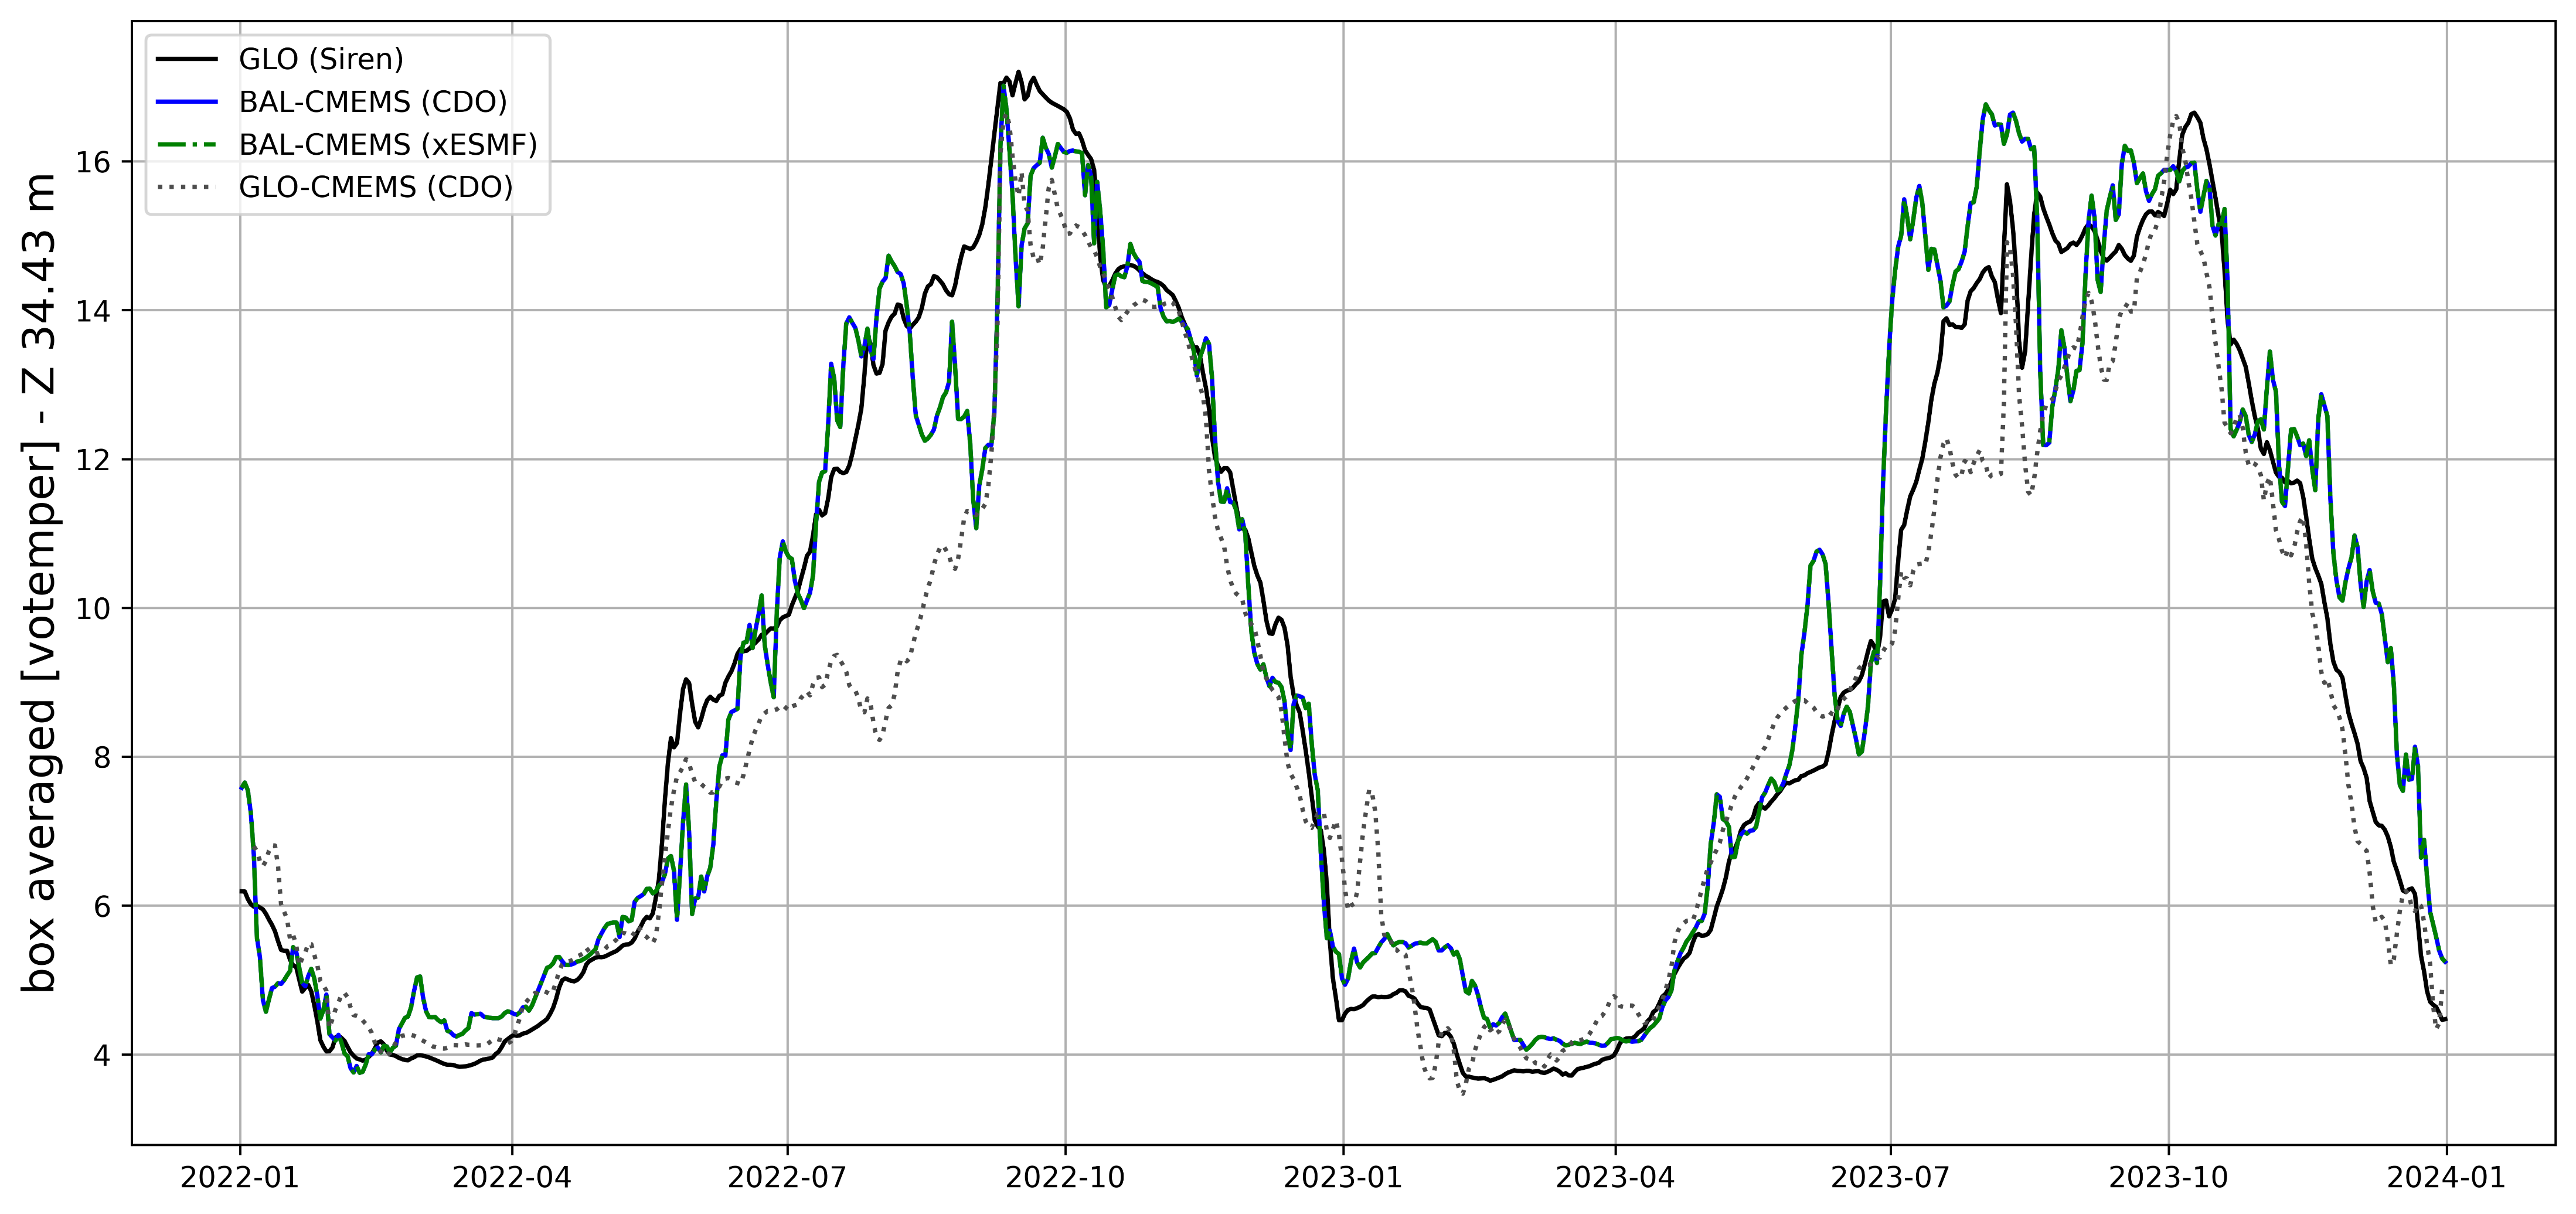 GLO (Siren)
BAL-CMEMS (CDO)
BAL-CMEMS (xESMF)
GLO-CMEMS (CDO)
box averaged [votemper] - Z 34.43 m
16
14
12
10
8
6
4
2022-01 2022-04 2022-07 2022-10 2023-01 2023-04 2023-07 2023-10 2024-01